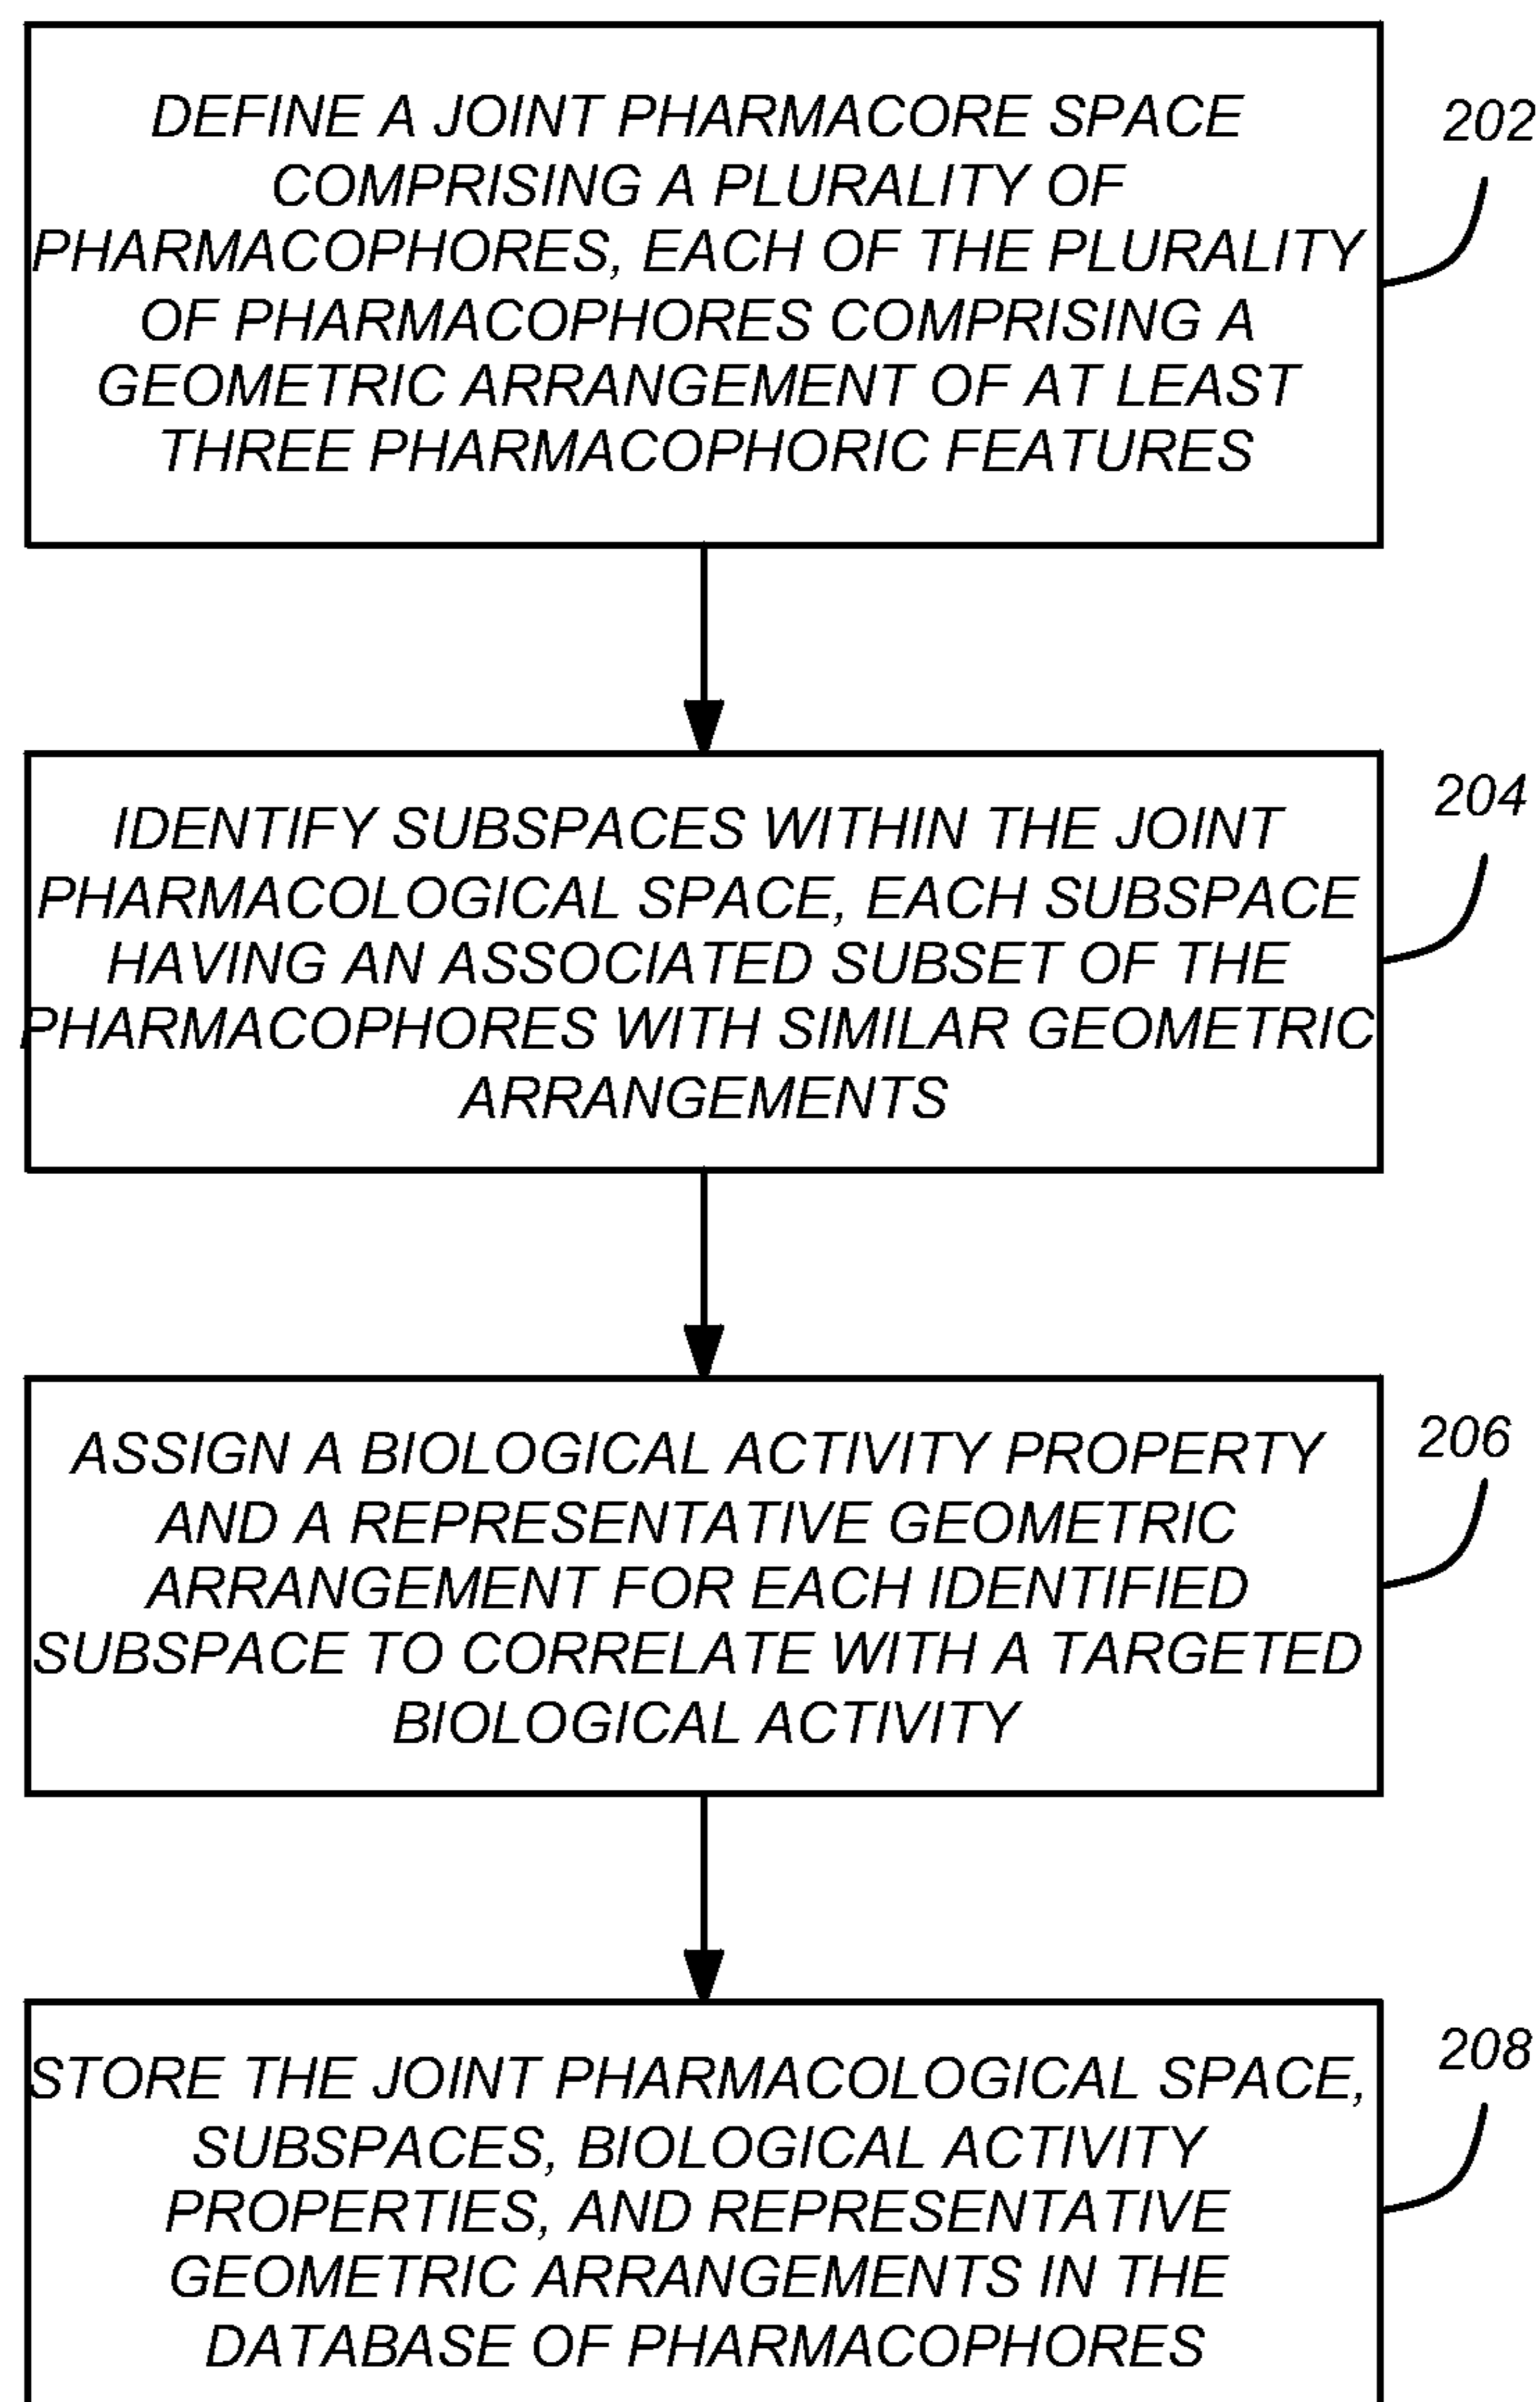 DEFINE A JOINT PHARMACORE SPACE
COMPRISING A PLURALITY OF
PHARMACOPHORES, EACH OF THE PLURALITY
OF PHARMACOPHORES COMPRISING A
GEOMETRIC ARRANGEMENT OF AT LEAST
THREE PHARMACOPHORIC FEATURES
202
IDENTIFY SUBSPACES WITHIN THE JOINT
PHARMACOLOGICAL SPACE, EACH SUBSPACE
HAVING AN ASSOCIATED SUBSET OF THE
PHARMACOPHORES WITH SIMILAR GEOMETRIC
ARRANGEMENTS
204
ASSIGN A BIOLOGICAL ACTIVITY PROPERTY
AND A REPRESENTATIVE GEOMETRIC
ARRANGEMENT FOR EACH IDENTIFIED
SUBSPACE TO CORRELATE WITH A TARGETED
BIOLOGICAL ACTIVITY
206
STORE THE JOINT PHARMACOLOGICAL SPACE,
SUBSPACES, BIOLOGICAL ACTIVITY
PROPERTIES, AND REPRESENTATIVE
GEOMETRIC ARRANGEMENTS IN THE
DATABASE OF PHARMACOPHORES
208